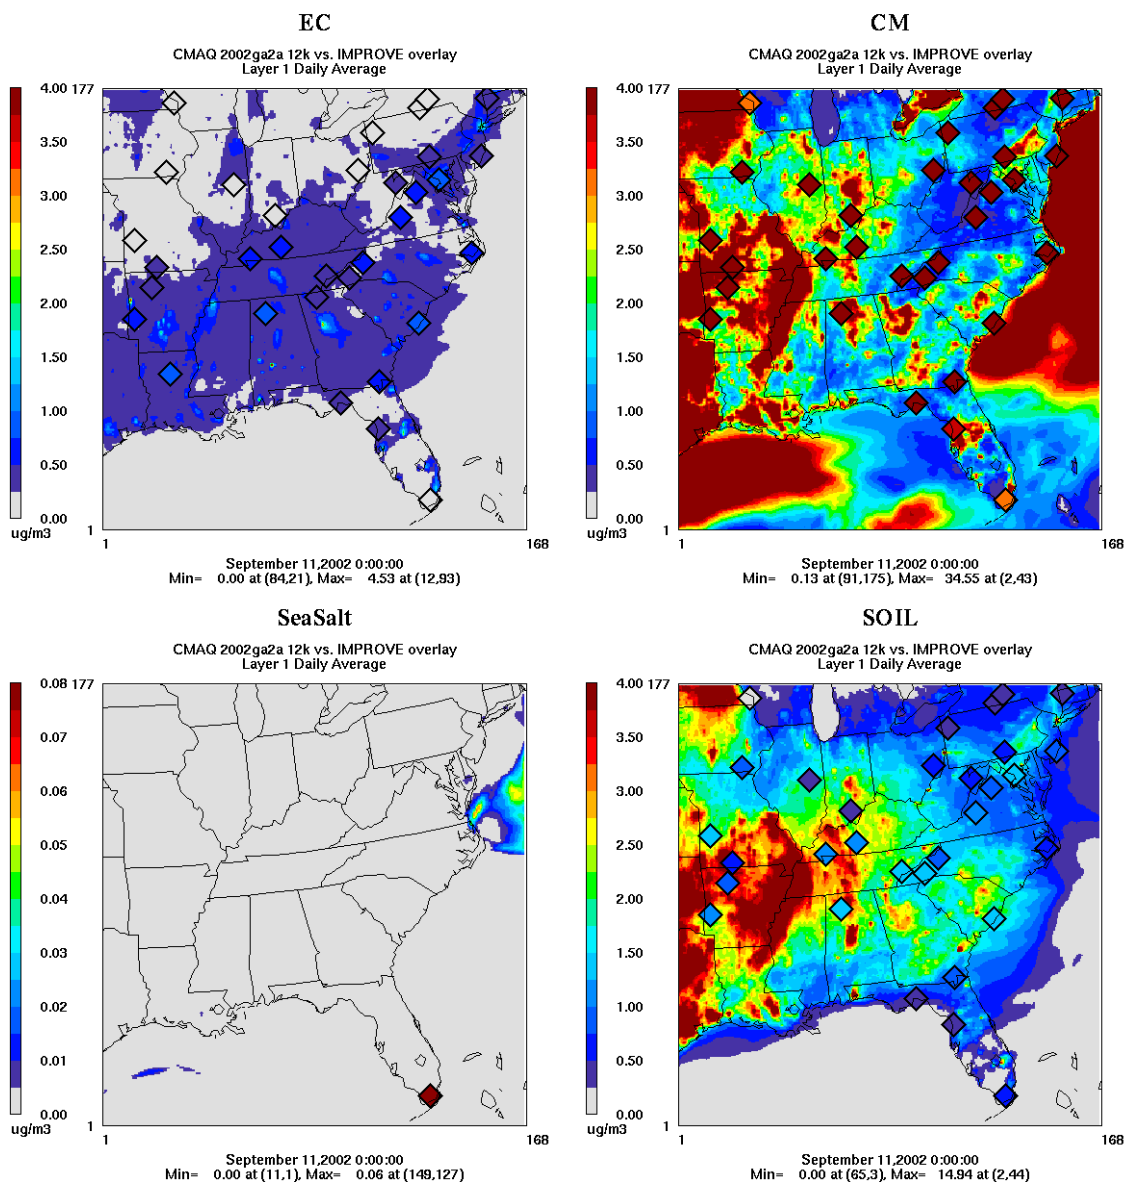 EC
CMAQ 2002ga2a 12k vs. IMPROVE overlay
Layer 1 Daily Average
4.00
3.50
3.00
2.50
2.00
1.50
1.00
0.50
0.00
ug/m3
177
1
1
168
September 11,2002 0:00:00
Min= 0.00 at (84,21), Max= 4.53 at (12,93)
CM
CMAQ 2002ga2a 12k vs. IMPROVE overlay
Layer 1 Daily Average
4.00
3.50
3.00
2.50
2.00
1.50
1.00
0.50
0.00
ug/m3
177
1
1
168
September 11,2002 0:00:00
Min= 0.13 at (91,175), Max= 34.55 at (2,43)
SeaSalt
CMAQ 2002ga2a 12k vs. IMPROVE overlay
Layer 1 Daily Average
0.08
0.07
0.06
0.05
0.04
0.03
0.02
0.01
0.00
ug/m3
177
1
1
168
September 11,2002 0:00:00
Min= 0.00 at (11,1), Max= 0.06 at (149,127)
SOIL
CMAQ 2002ga2a 12k vs. IMPROVE overlay
Layer 1 Daily Average
4.00
3.50
3.00
2.50
2.00
1.50
1.00
0.50
0.00
ug/m3
177
1
1
168
September 11,2002 0:00:00
Min= 0.00 at (65,3), Max= 14.94 at (2,44)